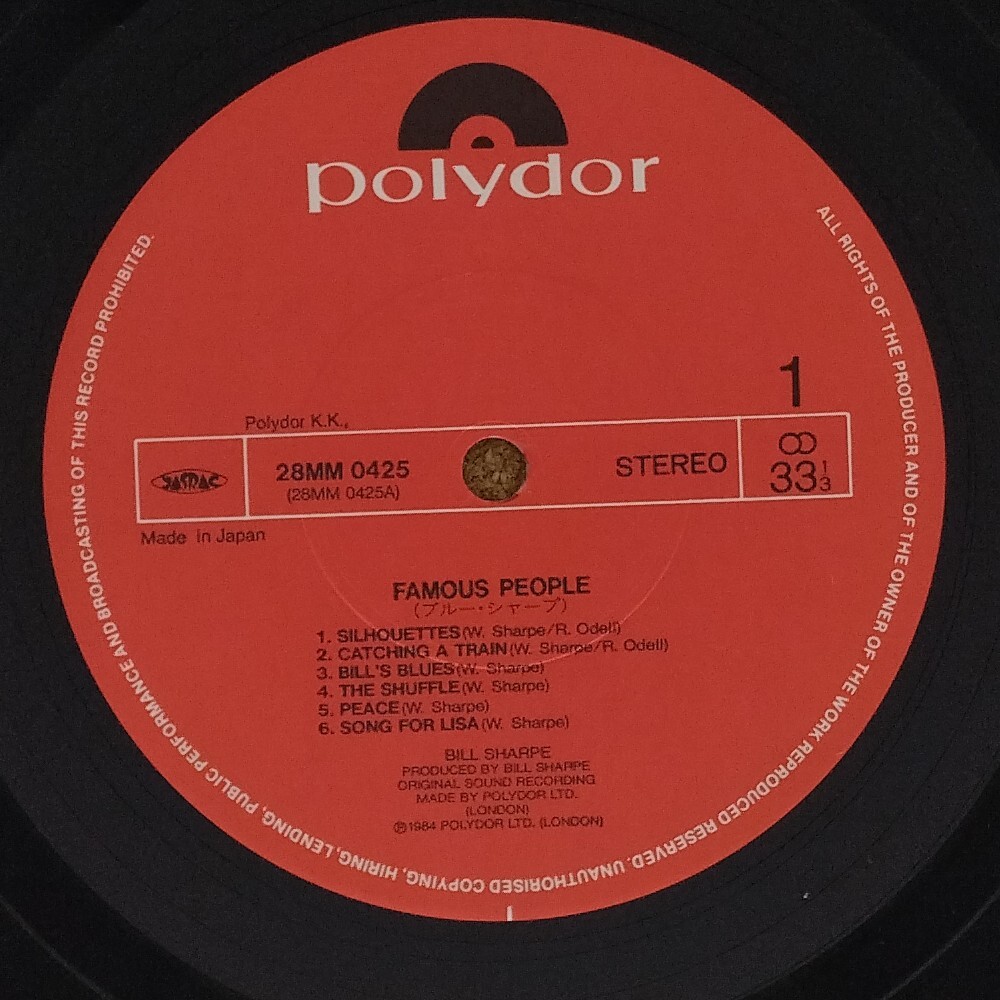 polydor
1
Polydor K.K.,
JASRAC
28MM 0425
(28MM 0425A)
STEREO
33 1/3
Made in Japan
FAMOUS PEOPLE
(ブルー・シャープ)
1. SILHOUETTES (W. Sharpe/R. Odell)
2. CATCHING A TRAIN (W. Sharpe/R. Odell)
3. BILL'S BLUES (W. Sharpe)
4. THE SHUFFLE (W. Sharpe)
5. PEACE (W. Sharpe)
6. SONG FOR LISA (W. Sharpe)
BILL SHARPE
PRODUCED BY BILL SHARPE
ORIGINAL SOUND RECORDING
MADE BY POLYDOR LTD.
(LONDON)
℗1984 POLYDOR LTD. (LONDON)
ALL RIGHTS OF THE PRODUCER AND OF THE OWNER OF THE WORK REPRODUCED RESERVED. UNAUTHORISED COPYING, HIRING, LENDING, PUBLIC PERFORMANCE AND BROADCASTING OF THIS RECORD PROHIBITED.